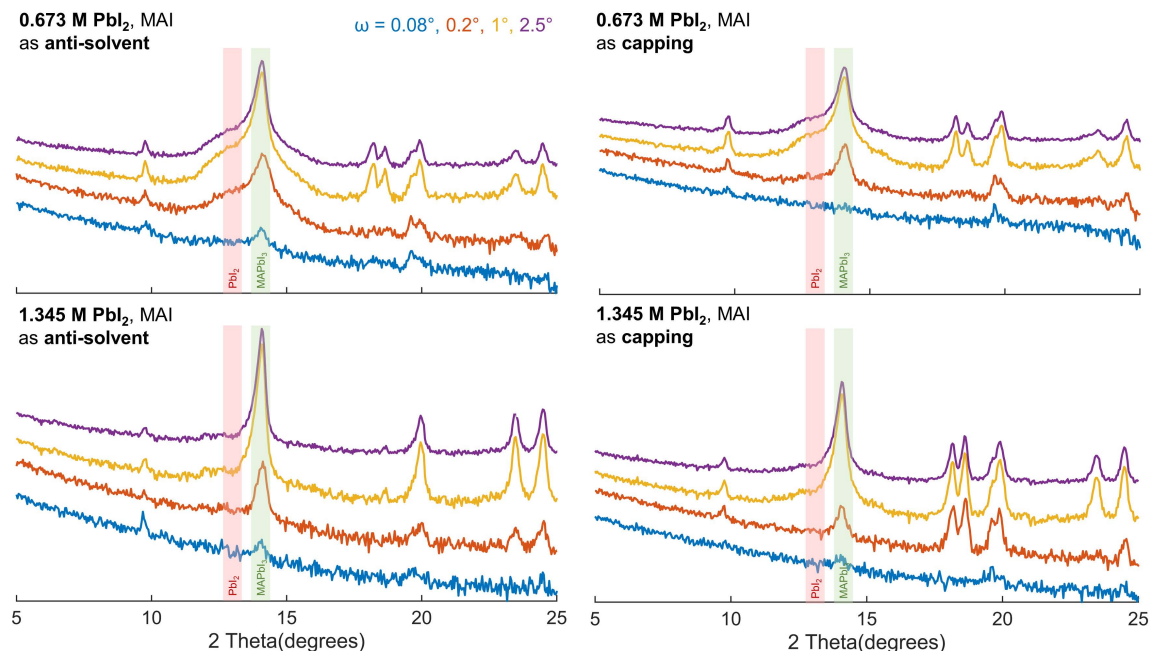 0.673 M PbI₂, MAI
as anti-solvent
ω = 0.08°, 0.2°, 1°, 2.5°
PbI₂
MAPbI₃
0.673 M PbI₂, MAI
as capping
PbI₂
MAPbI₃
1.345 M PbI₂, MAI
as anti-solvent
PbI₂
MAPbI₃
5
10
15
20
25
2 Theta(degrees)
1.345 M PbI₂, MAI
as capping
PbI₂
MAPbI₃
5
10
15
20
25
2 Theta(degrees)